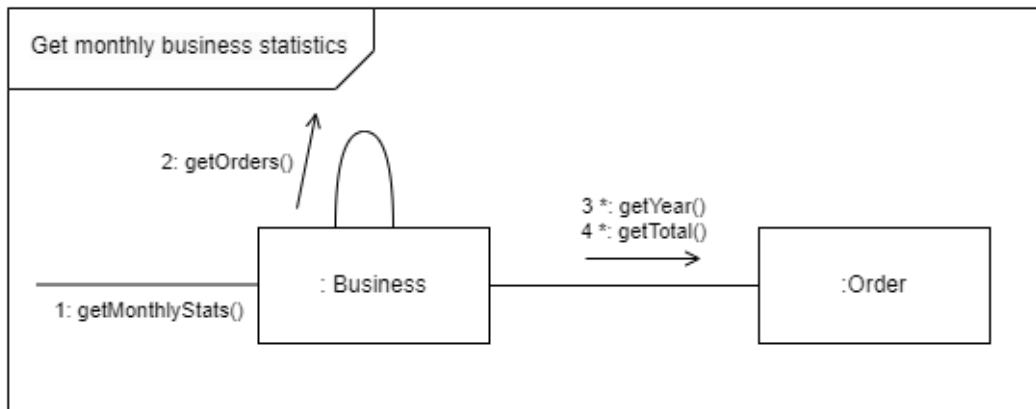 Get monthly business statistics
2: getOrders()
3 *: getYear()
4 *: getTotal()
: Business
:Order
1: getMonthlyStats()